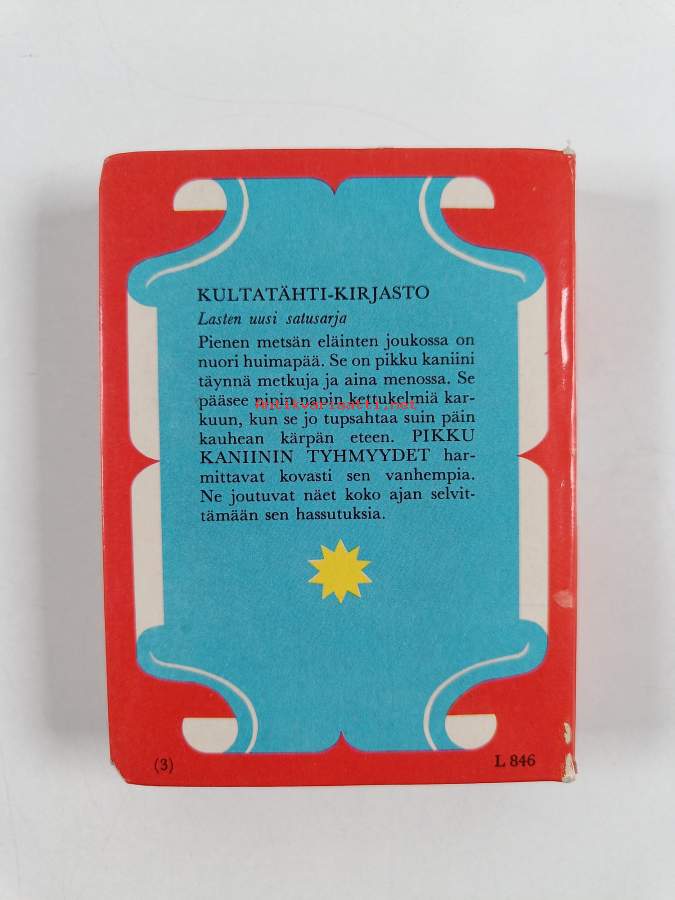 KULTATÄHTI-KIRJASTO
Lasten uusi satusarja
Pienen metsän eläinten joukossa on
nuori huimapää. Se on pikku kaniini
täynnä metkuja ja aina menossa. Se
pääsee nipin napin kettukelmiä kar-
Antikvariaatti.net
kuun, kun se jo tupsahtaa suin päin
kauhean kärpän eteen. PIKKU
KANIININ TYHMYYDET har-
mittavat kovasti sen vanhempia.
Ne joutuvat näet koko ajan selvit-
tämään sen hassutuksia.
(3)
L 846